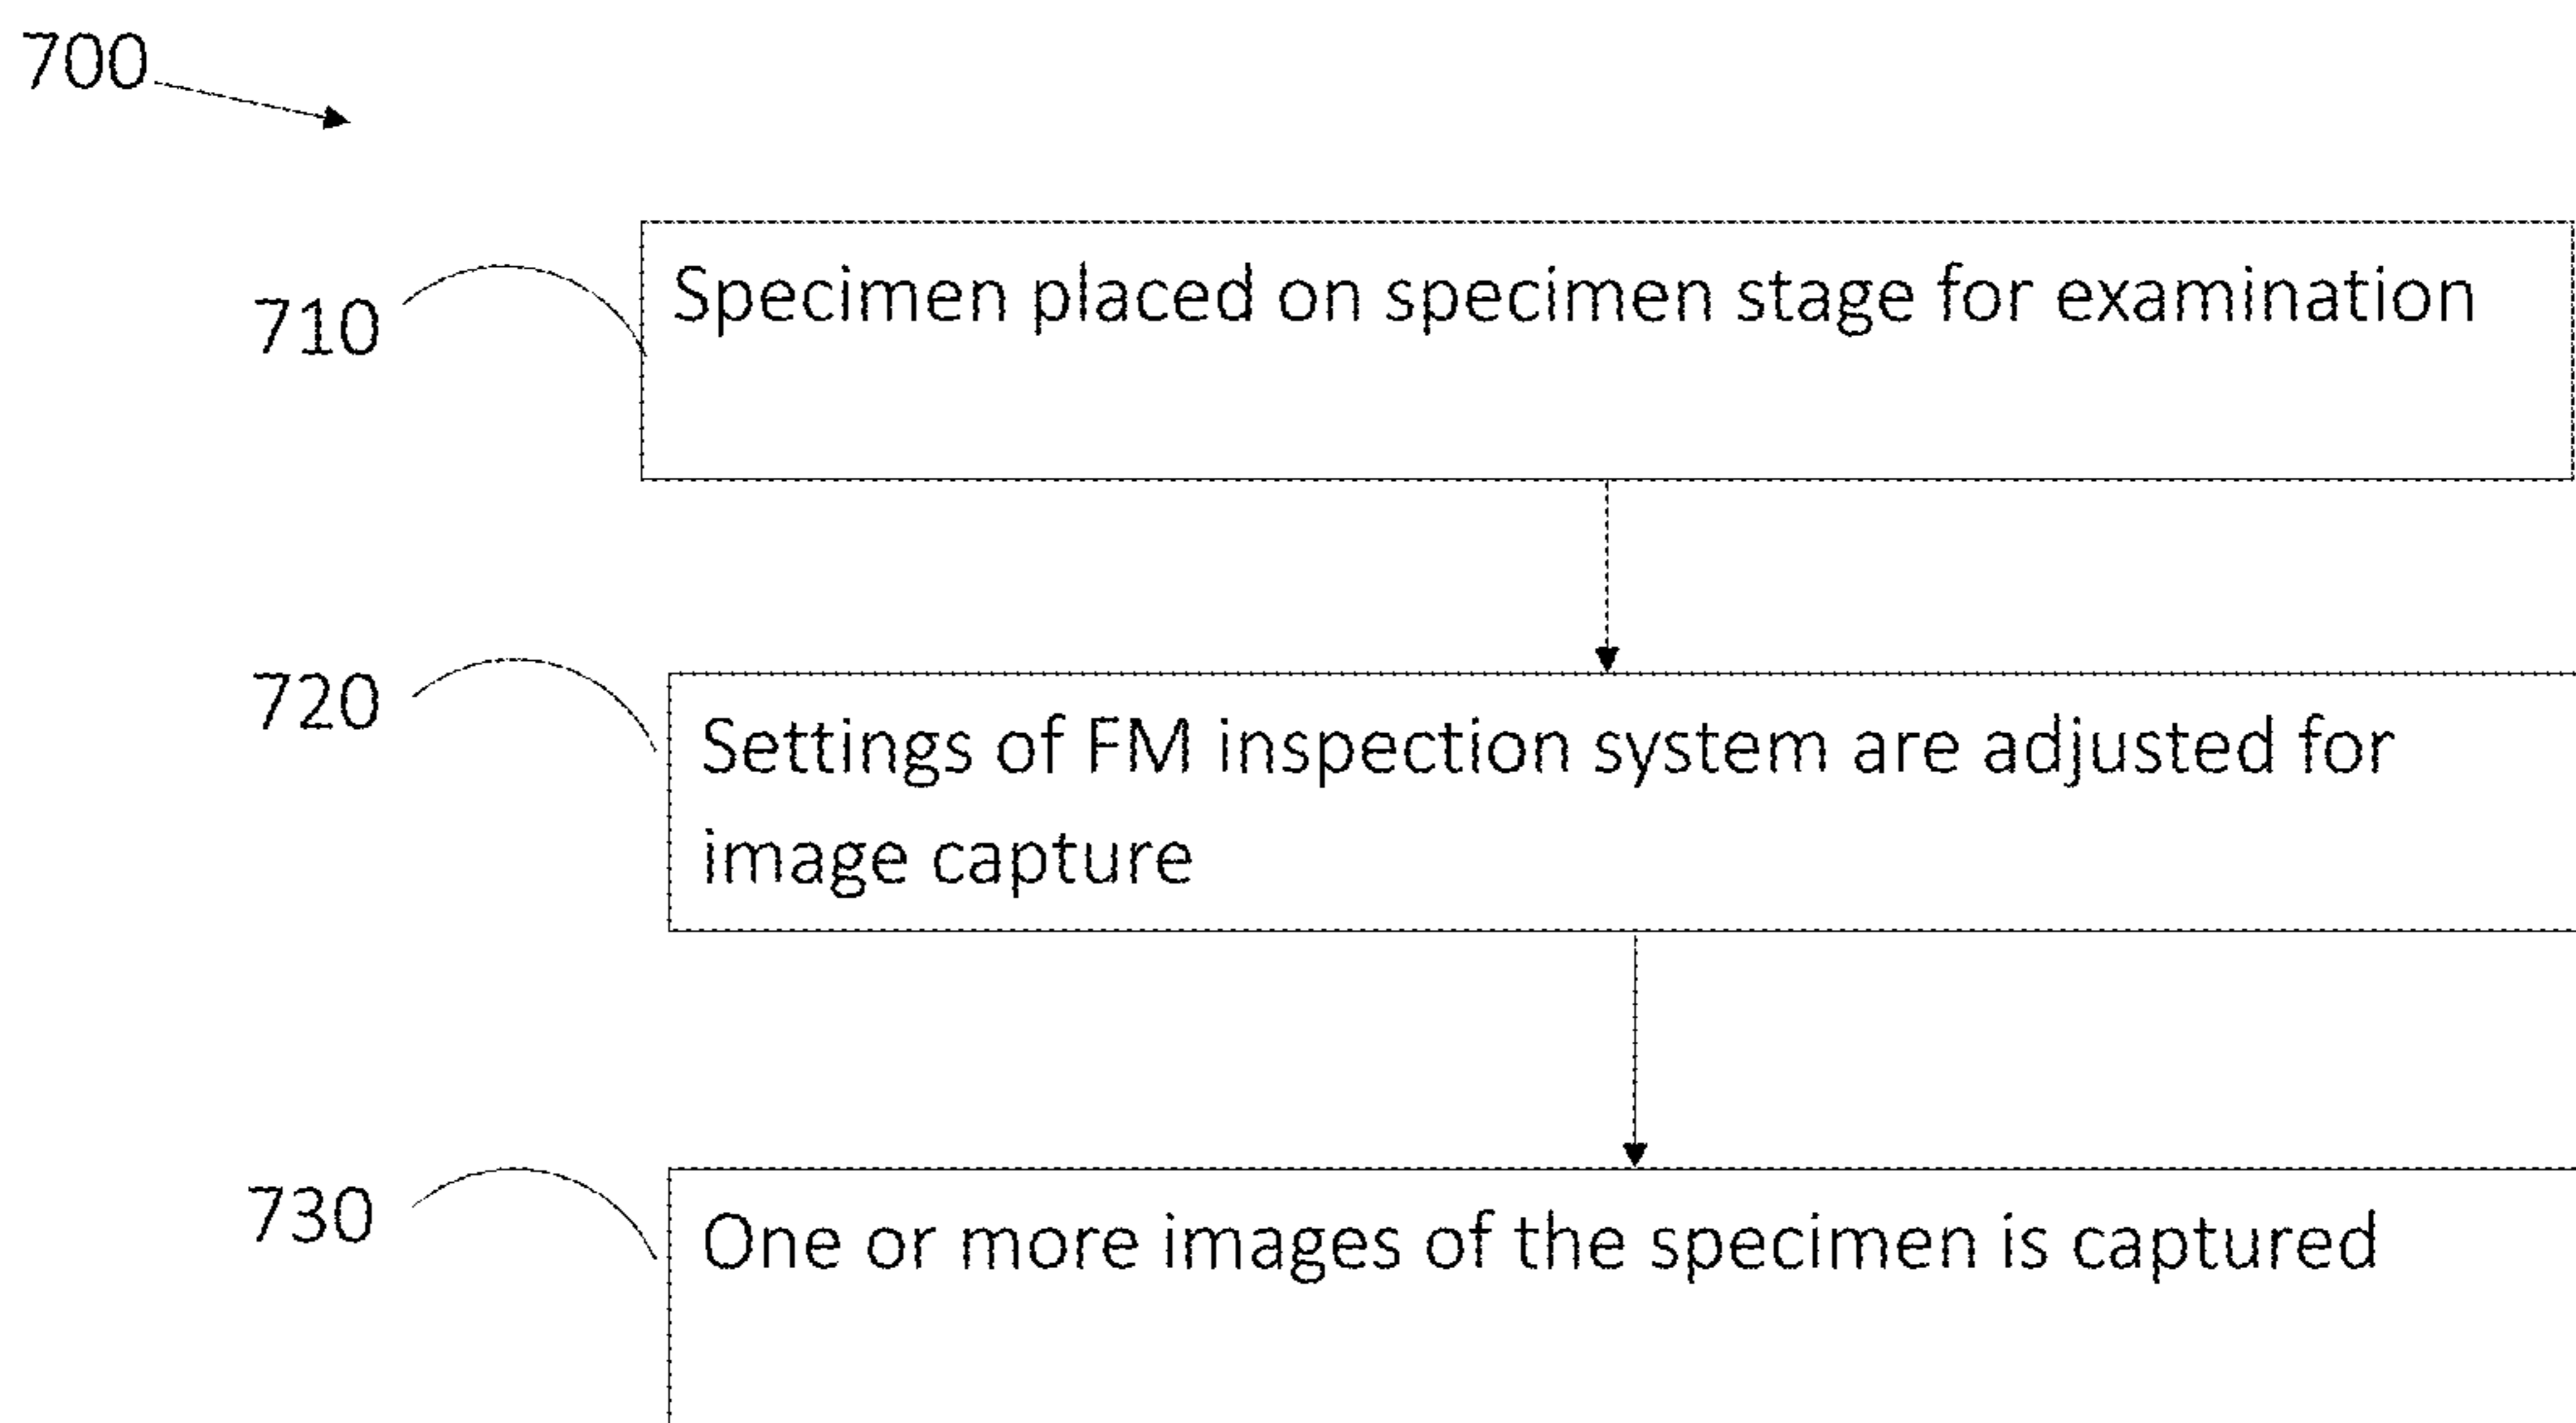 700
710
Specimen placed on specimen stage for examination
720
Settings of FM inspection system are adjusted for
image capture
730
One or more images of the specimen is captured